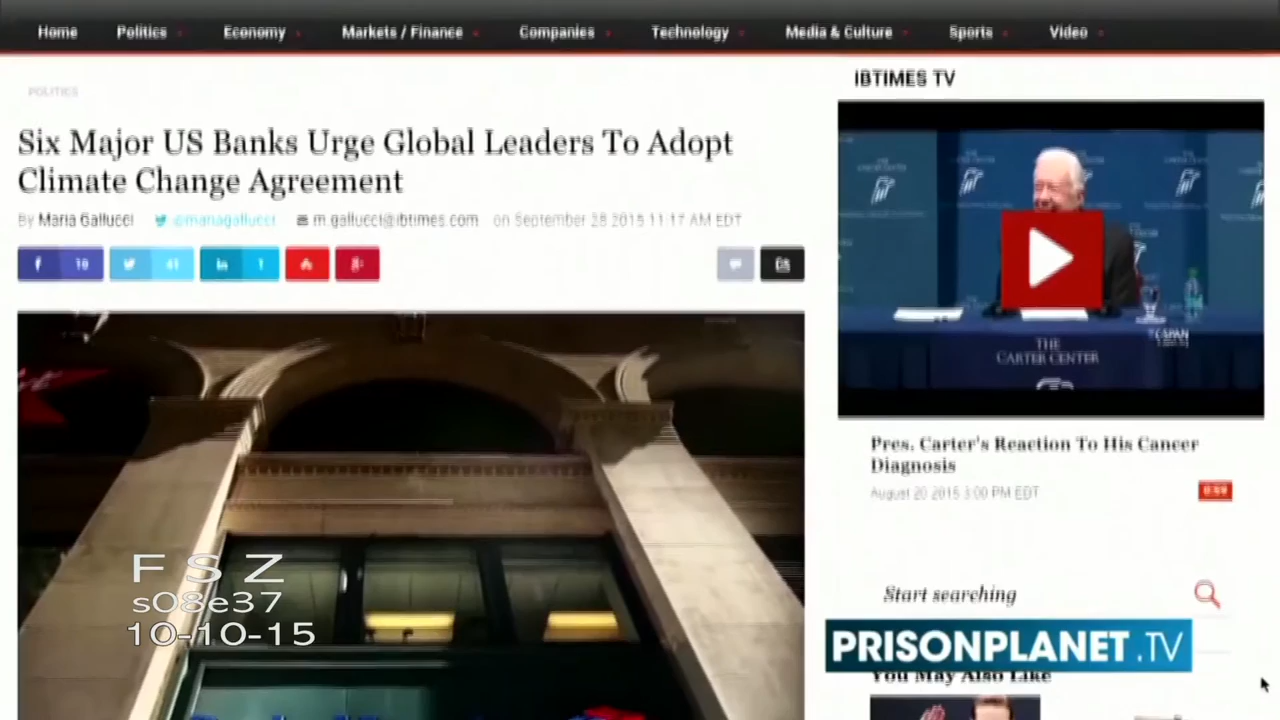 Home Politics Economy Markets / Finance Companies Technology Media & Culture Sports Video
POLITICS
Six Major US Banks Urge Global Leaders To Adopt
Climate Change Agreement
By Maria Gallucci @mariagallucci m.gallucci@ibtimes.com on September 28 2015 11:17 AM EDT
IBTIMES TV
THE
CARTER CENTER
Pres. Carter's Reaction To His Cancer
Diagnosis
August 20 2015 3:00 PM EDT
Start searching
PRISONPLANET.TV
You May Also Like
F S Z
s08e37
10-10-15